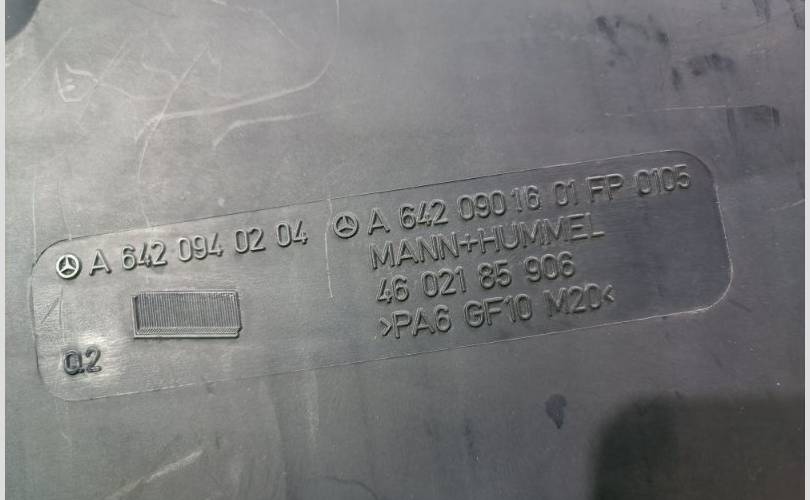 A 642 094 02 04
Q.2
A 642 090 16 01 FP 0105
MANN+HUMMEL
46 021 85 906
>PA6 GF10 M20<